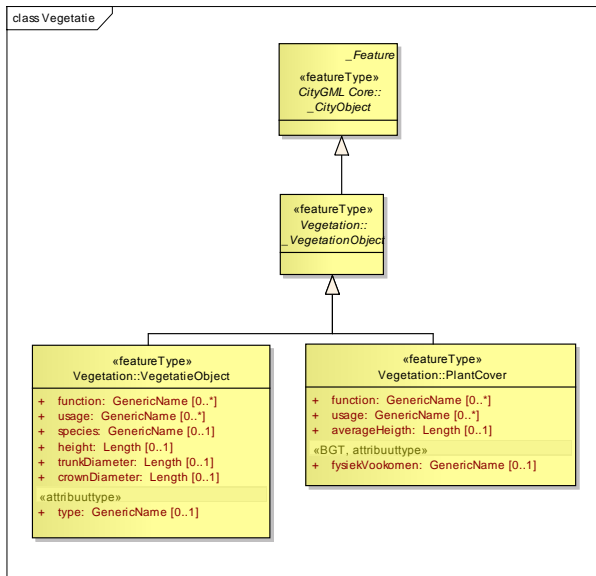 class Vegetatie
_Feature
«featureType»
CityGML Core::
_CityObject
«featureType»
Vegetation::
_VegetationObject
«featureType»
Vegetation::VegetatieObject
+ function: GenericName [0..*]
+ usage: GenericName [0..*]
+ species: GenericName [0..1]
+ height: Length [0..1]
+ trunkDiameter: Length [0..1]
+ crownDiameter: Length [0..1]
«attribuuttype»
+ type: GenericName [0..1]
«featureType»
Vegetation::PlantCover
+ function: GenericName [0..*]
+ usage: GenericName [0..*]
+ averageHeigth: Length [0..1]
«BGT, attribuuttype»
+ fysiekVookomen: GenericName [0..1]